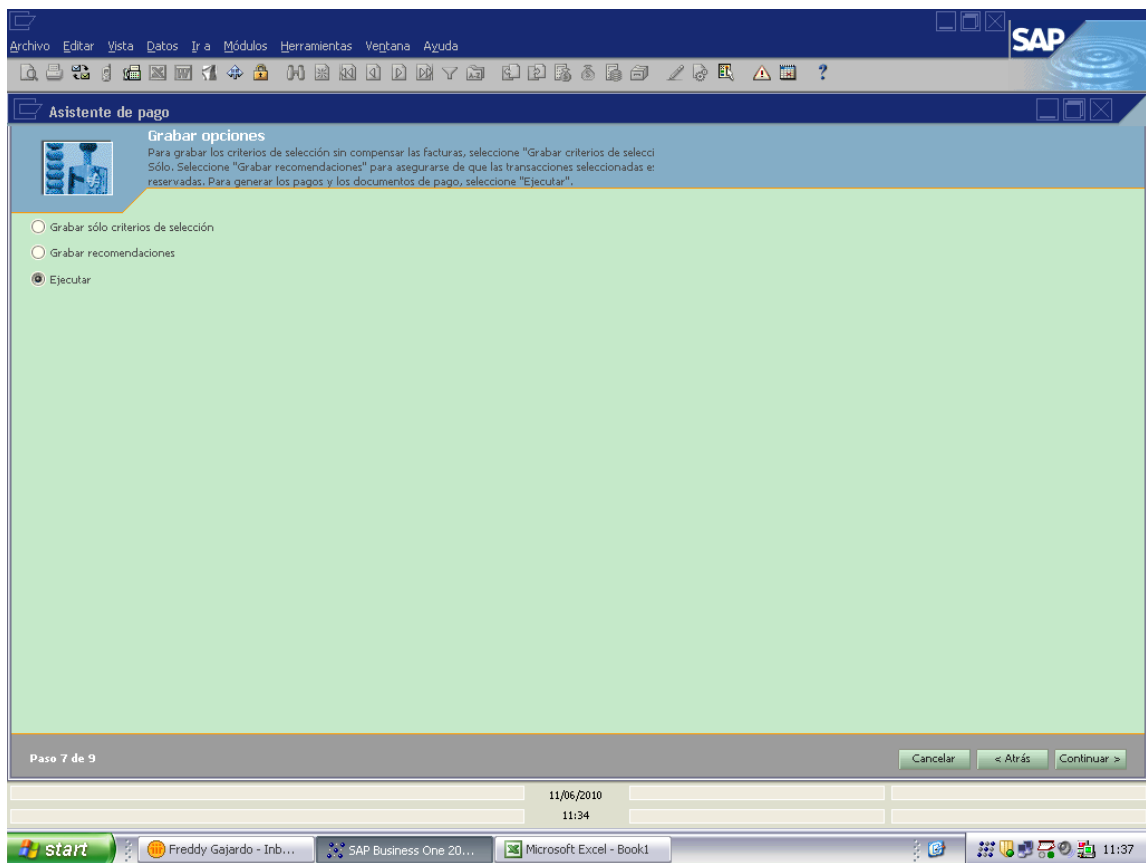 Archivo Editar Vista Datos Ir a Módulos Herramientas Ventana Ayuda
SAP
Asistente de pago
Grabar opciones
Para grabar los criterios de selección sin compensar las facturas, seleccione "Grabar criterios de selecci
Sólo. Seleccione "Grabar recomendaciones" para asegurarse de que las transacciones seleccionadas e:
reservadas. Para generar los pagos y los documentos de pago, seleccione "Ejecutar".
Grabar sólo criterios de selección
Grabar recomendaciones
Ejecutar
Paso 7 de 9
Cancelar < Atrás Continuar >
11/06/2010
11:34
start Freddy Gajardo - Inb... SAP Business One 20... Microsoft Excel - Book1 11:37